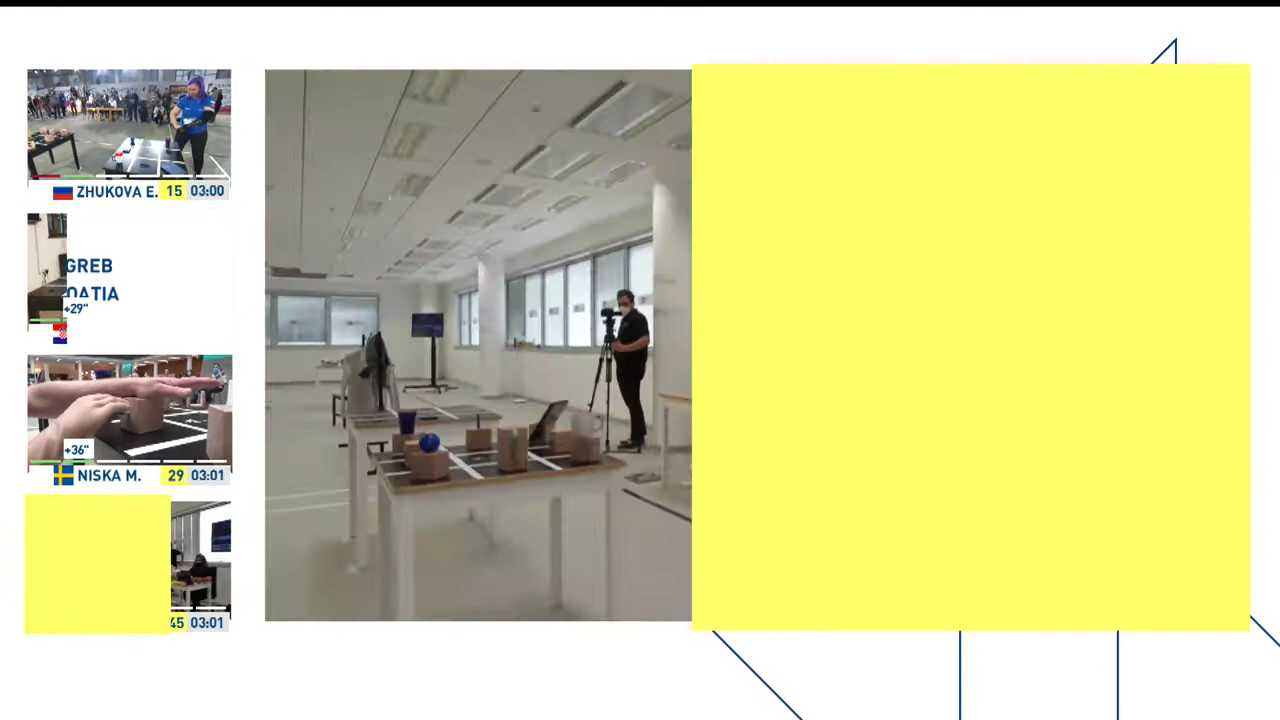 ZHUKOVA E. 15 03:00
GREB
OATIA
+29"
+36"
NISKA M. 29 03:01
45 03:01